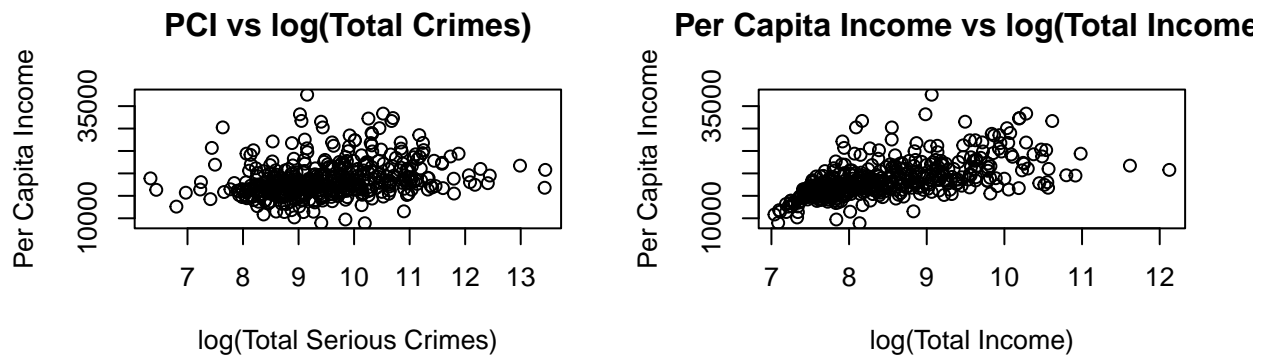 PCI vs log(Total Crimes)
Per Capita Income
10000
35000
7 8 9 10 11 12 13
log(Total Serious Crimes)
Per Capita Income vs log(Total Income
Per Capita Income
10000
35000
7 8 9 10 11 12
log(Total Income)